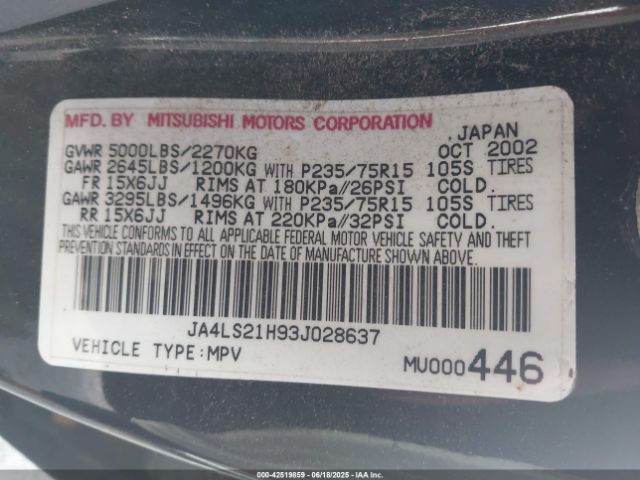 MFD. BY MITSUBISHI MOTORS CORPORATION
. JAPAN
GVWR 5000LBS/2270KG OCT 2002
GAWR 2645LBS/1200KG WITH P235/75R15 105S TIRES
FR 15X6JJ RIMS AT 180KPa//26PSI COLD.
GAWR 3295LBS/1496KG WITH P235/75R15 105S TIRES
RR 15X6JJ RIMS AT 220KPa//32PSI COLD.
THIS VEHICLE CONFORMS TO ALL APPLICABLE FEDERAL MOTOR VEHICLE SAFETY AND THEFT
PREVENTION STANDARDS IN EFFECT ON THE DATE OF MANUFACTURE SHOWN ABOVE.
JA4LS21H93J028637
VEHICLE TYPE:MPV MU000446
00 - 42519859 - 06/18/2025 - IAA Inc.